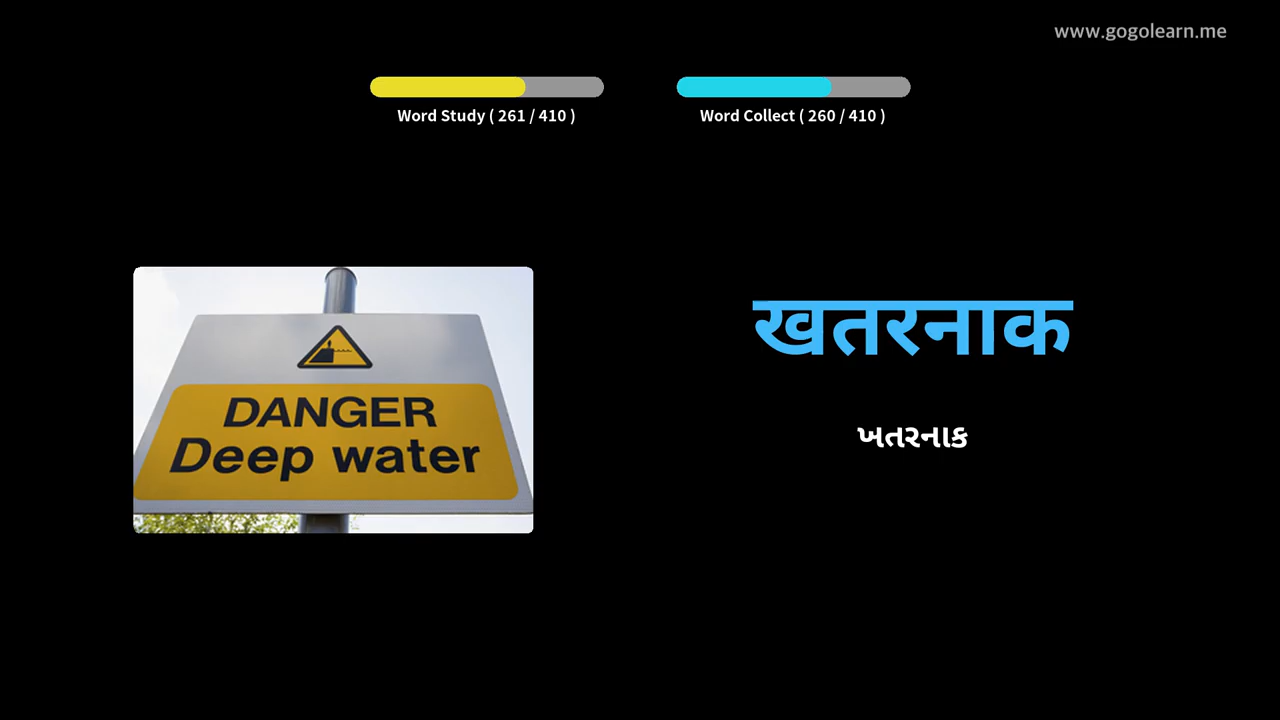 www.gogolearn.me
Word Study ( 261 / 410 )
Word Collect ( 260 / 410 )
DANGER
Deep water
खतरनाक
ખતરનાક